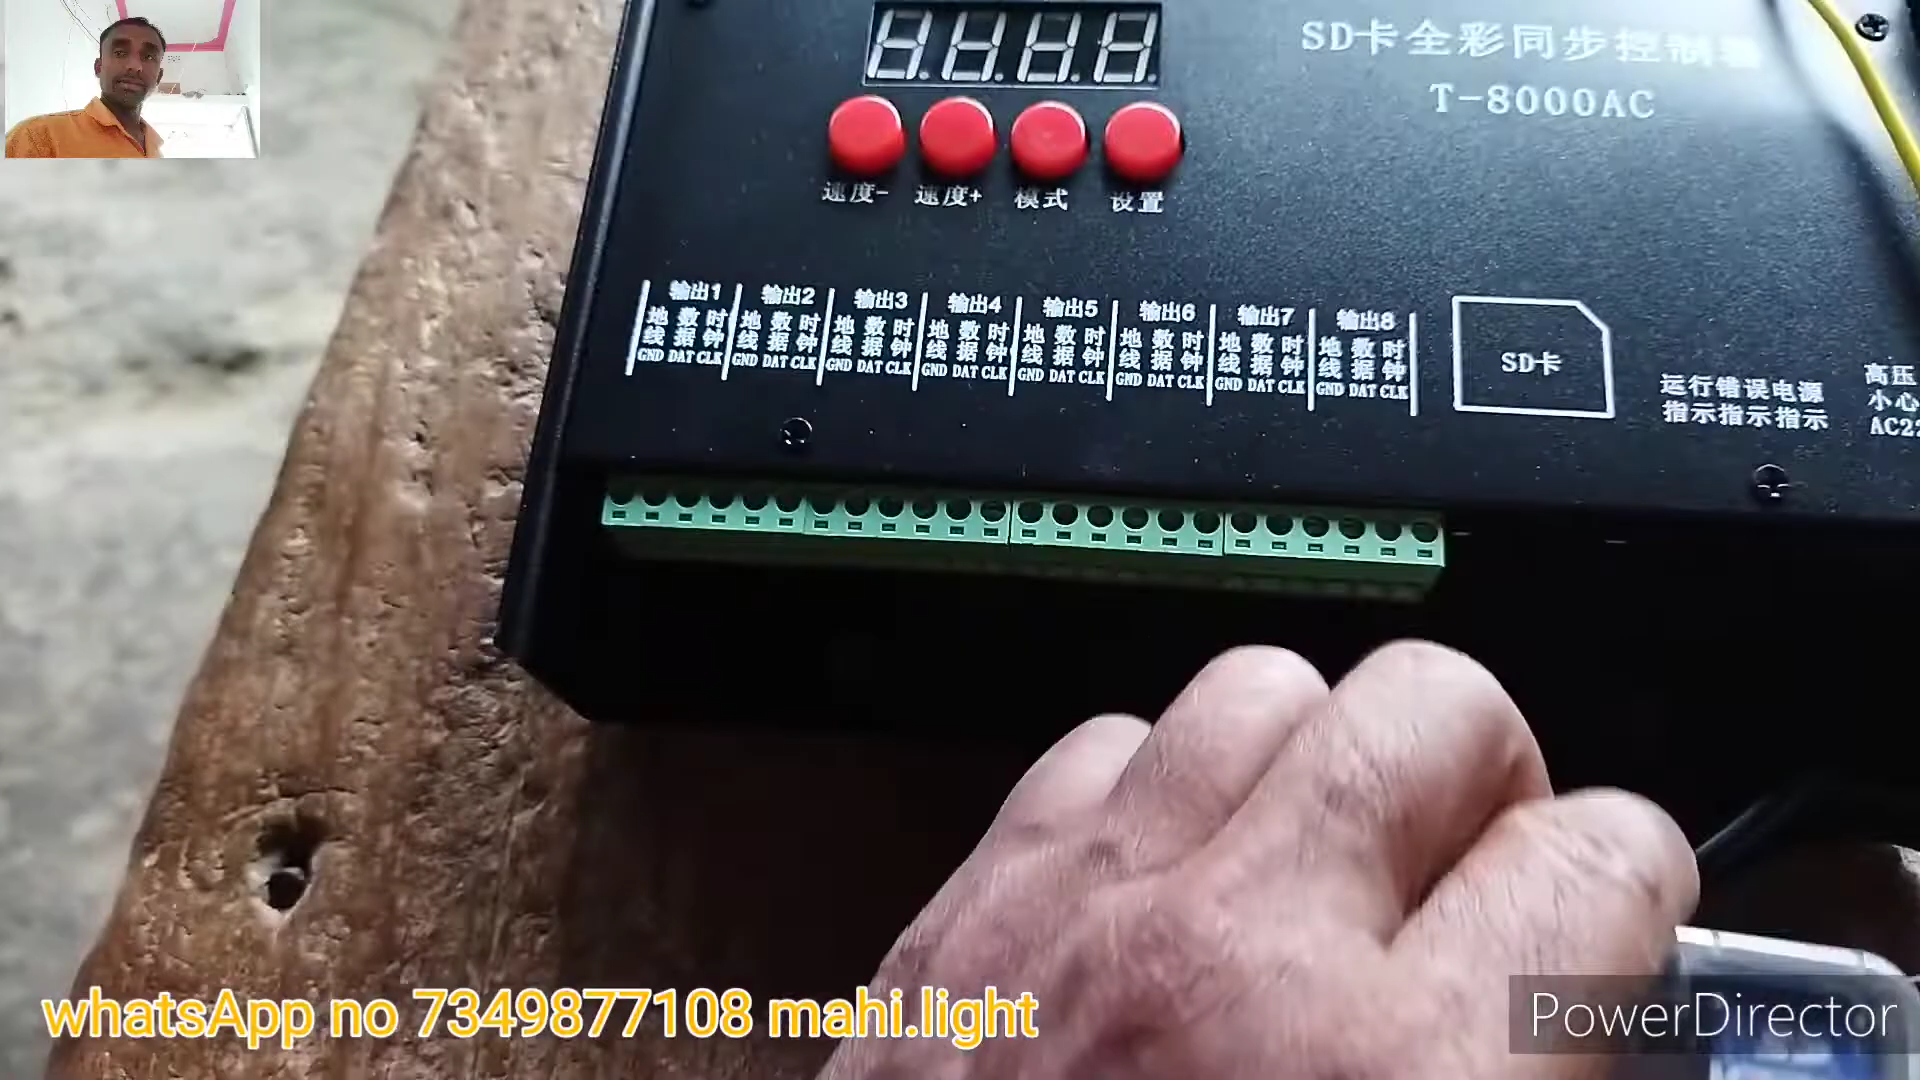 SD卡全彩同步控制器
T-8000AC
速度- 速度+ 模式 设置
输出1 输出2 输出3 输出4 输出5 输出6 输出7 输出8
地线 数据 时钟 地线 数据 时钟 地线 数据 时钟 地线 数据 时钟 地线 数据 时钟 地线 数据 时钟 地线 数据 时钟 地线 数据 时钟
GND DAT CLK GND DAT CLK GND DAT CLK GND DAT CLK GND DAT CLK GND DAT CLK GND DAT CLK GND DAT CLK
SD卡
运行错误电源
指示指示指示
高压
小心
AC22
whatsApp no 7349877108 mahi.light
PowerDirector